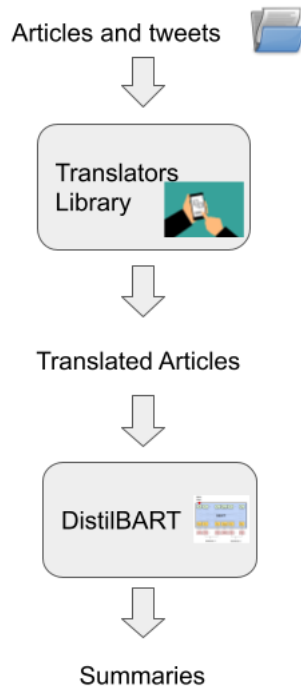 Articles and tweets
Translators
Library
Translated Articles
DistilBART
Summaries